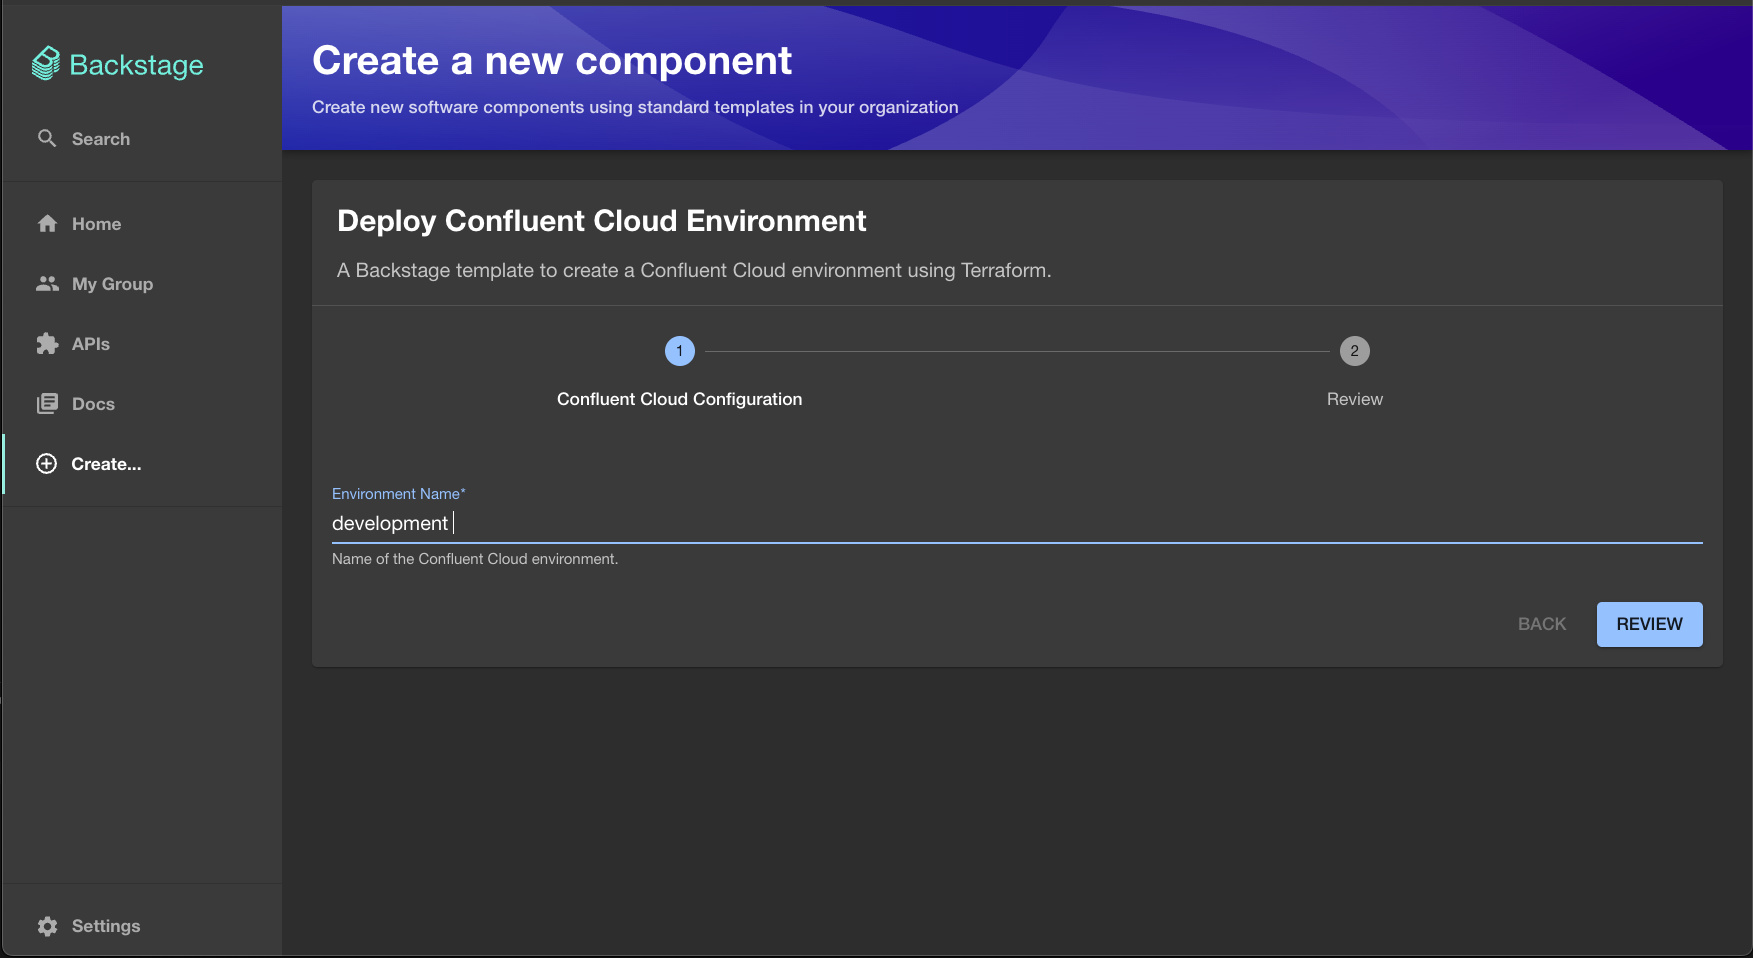 Backstage
Search
Home
My Group
APIs
Docs
Create...
Settings
Create a new component
Create new software components using standard templates in your organization
Deploy Confluent Cloud Environment
A Backstage template to create a Confluent Cloud environment using Terraform.
1
2
Confluent Cloud Configuration
Review
Environment Name*
development
Name of the Confluent Cloud environment.
BACK
REVIEW